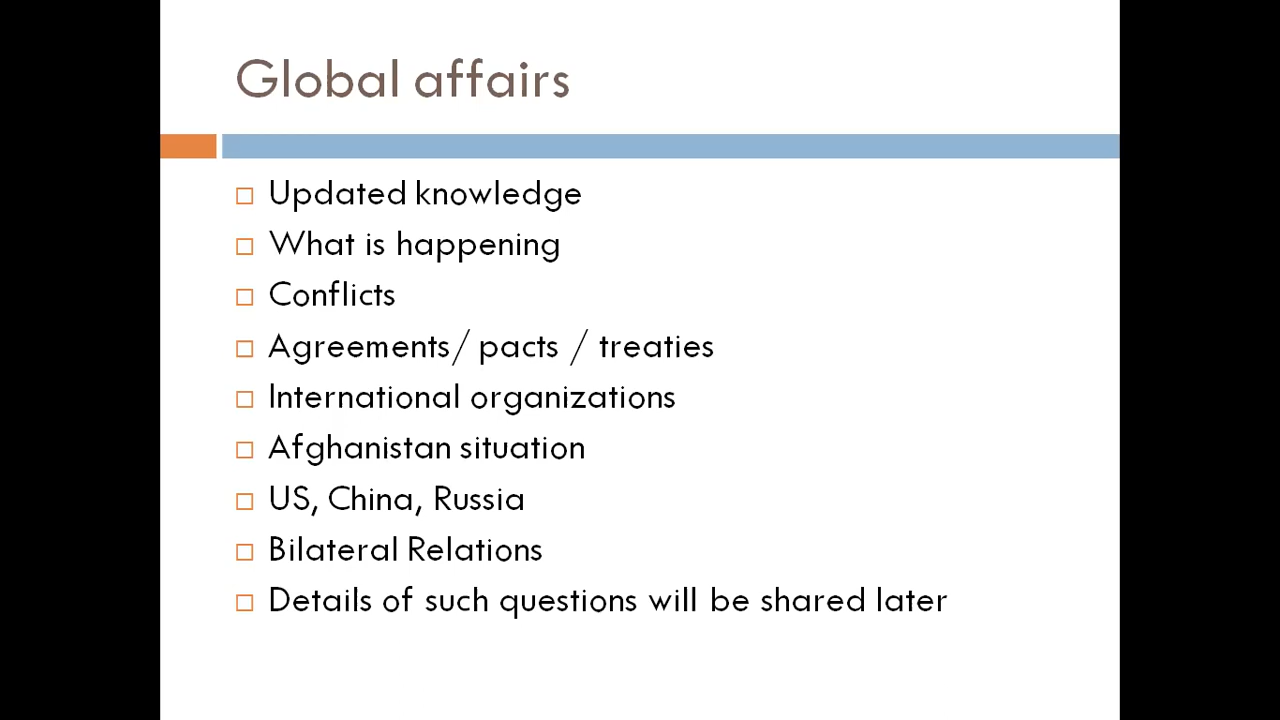 Global affairs
Updated knowledge
What is happening
Conflicts
Agreements/ pacts / treaties
International organizations
Afghanistan situation
US, China, Russia
Bilateral Relations
Details of such questions will be shared later